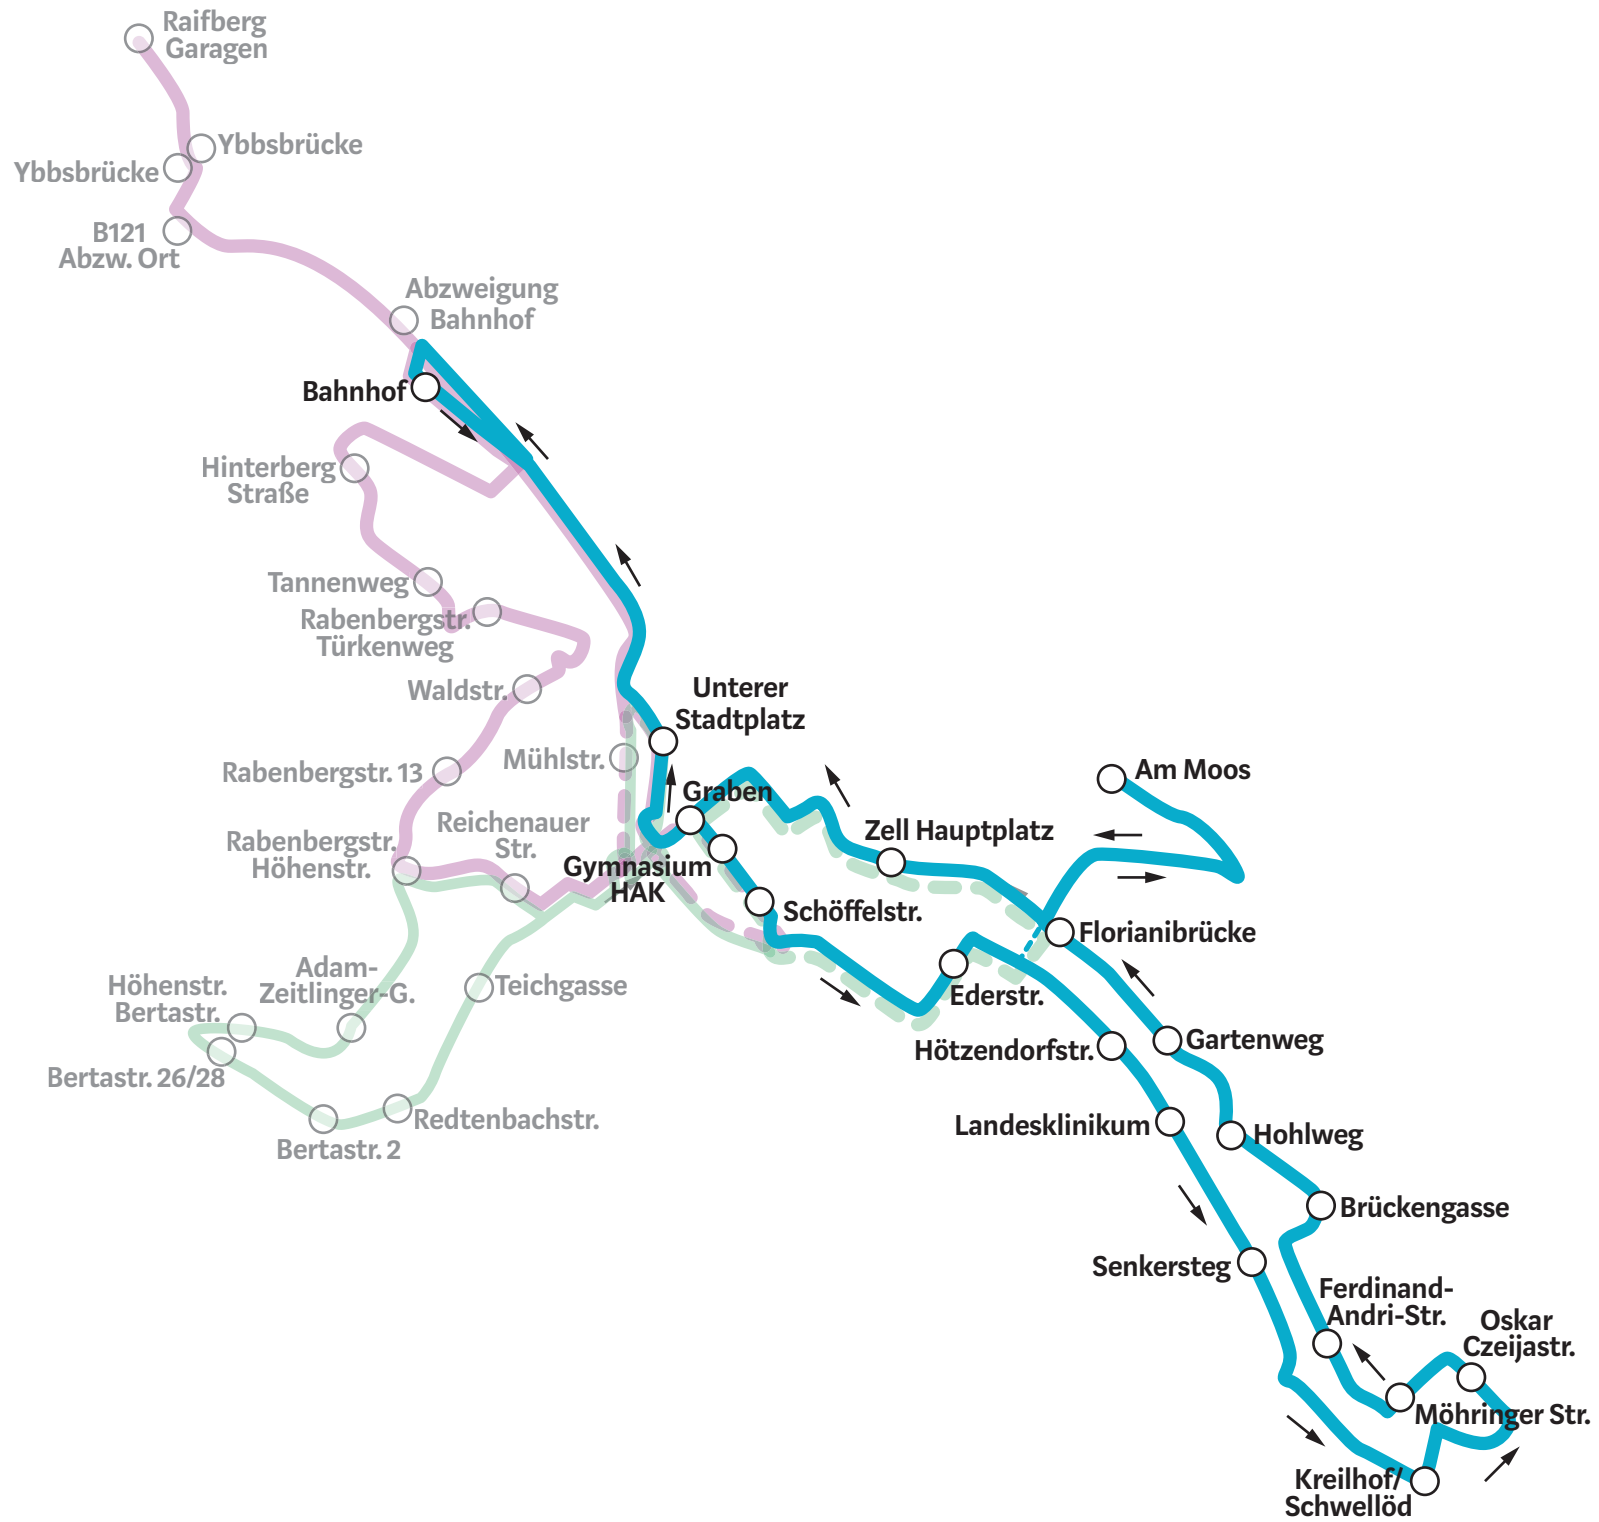 Raifberg
Garagen
Ybbsbrücke
Ybbsbrücke
B121
Abzw. Ort
Abzweigung
Bahnhof
Bahnhof
Hinterberg
Straße
Tannenweg
Rabenbergstr.
Türkenweg
Waldstr.
Unterer
Stadtplatz
Mühlstr.
Rabenbergstr. 13
Am Moos
Graben
Reichenauer
Str.
Zell Hauptplatz
Rabenbergstr.
Höhenstr.
Gymnasium
HAK
Schöffelstr.
Florianibrücke
Adam-
Zeitlinger-G.
Höhenstr.
Bertastr.
Teichgasse
Ederstr.
Hötzendorfstr.
Gartenweg
Bertastr. 26/28
Redtenbachstr.
Landesklinikum
Hohlweg
Bertastr. 2
Brückengasse
Senkersteg
Ferdinand-
Andri-Str.
Oskar
Czeijastr.
Möhringer Str.
Kreilhof/
Schwellöd